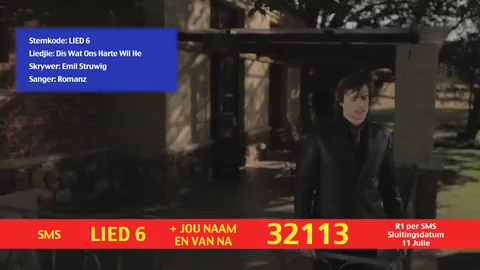 Stemkode: LIED 6
Liedjie: Dis Wat Ons Harte Wil He
Skrywer: Emil Struwig
Sanger: Romanz
SMS
LIED 6
+ JOU NAAM
EN VAN NA
32113
R1 per SMS
Sluitingsdatum
11 Julie